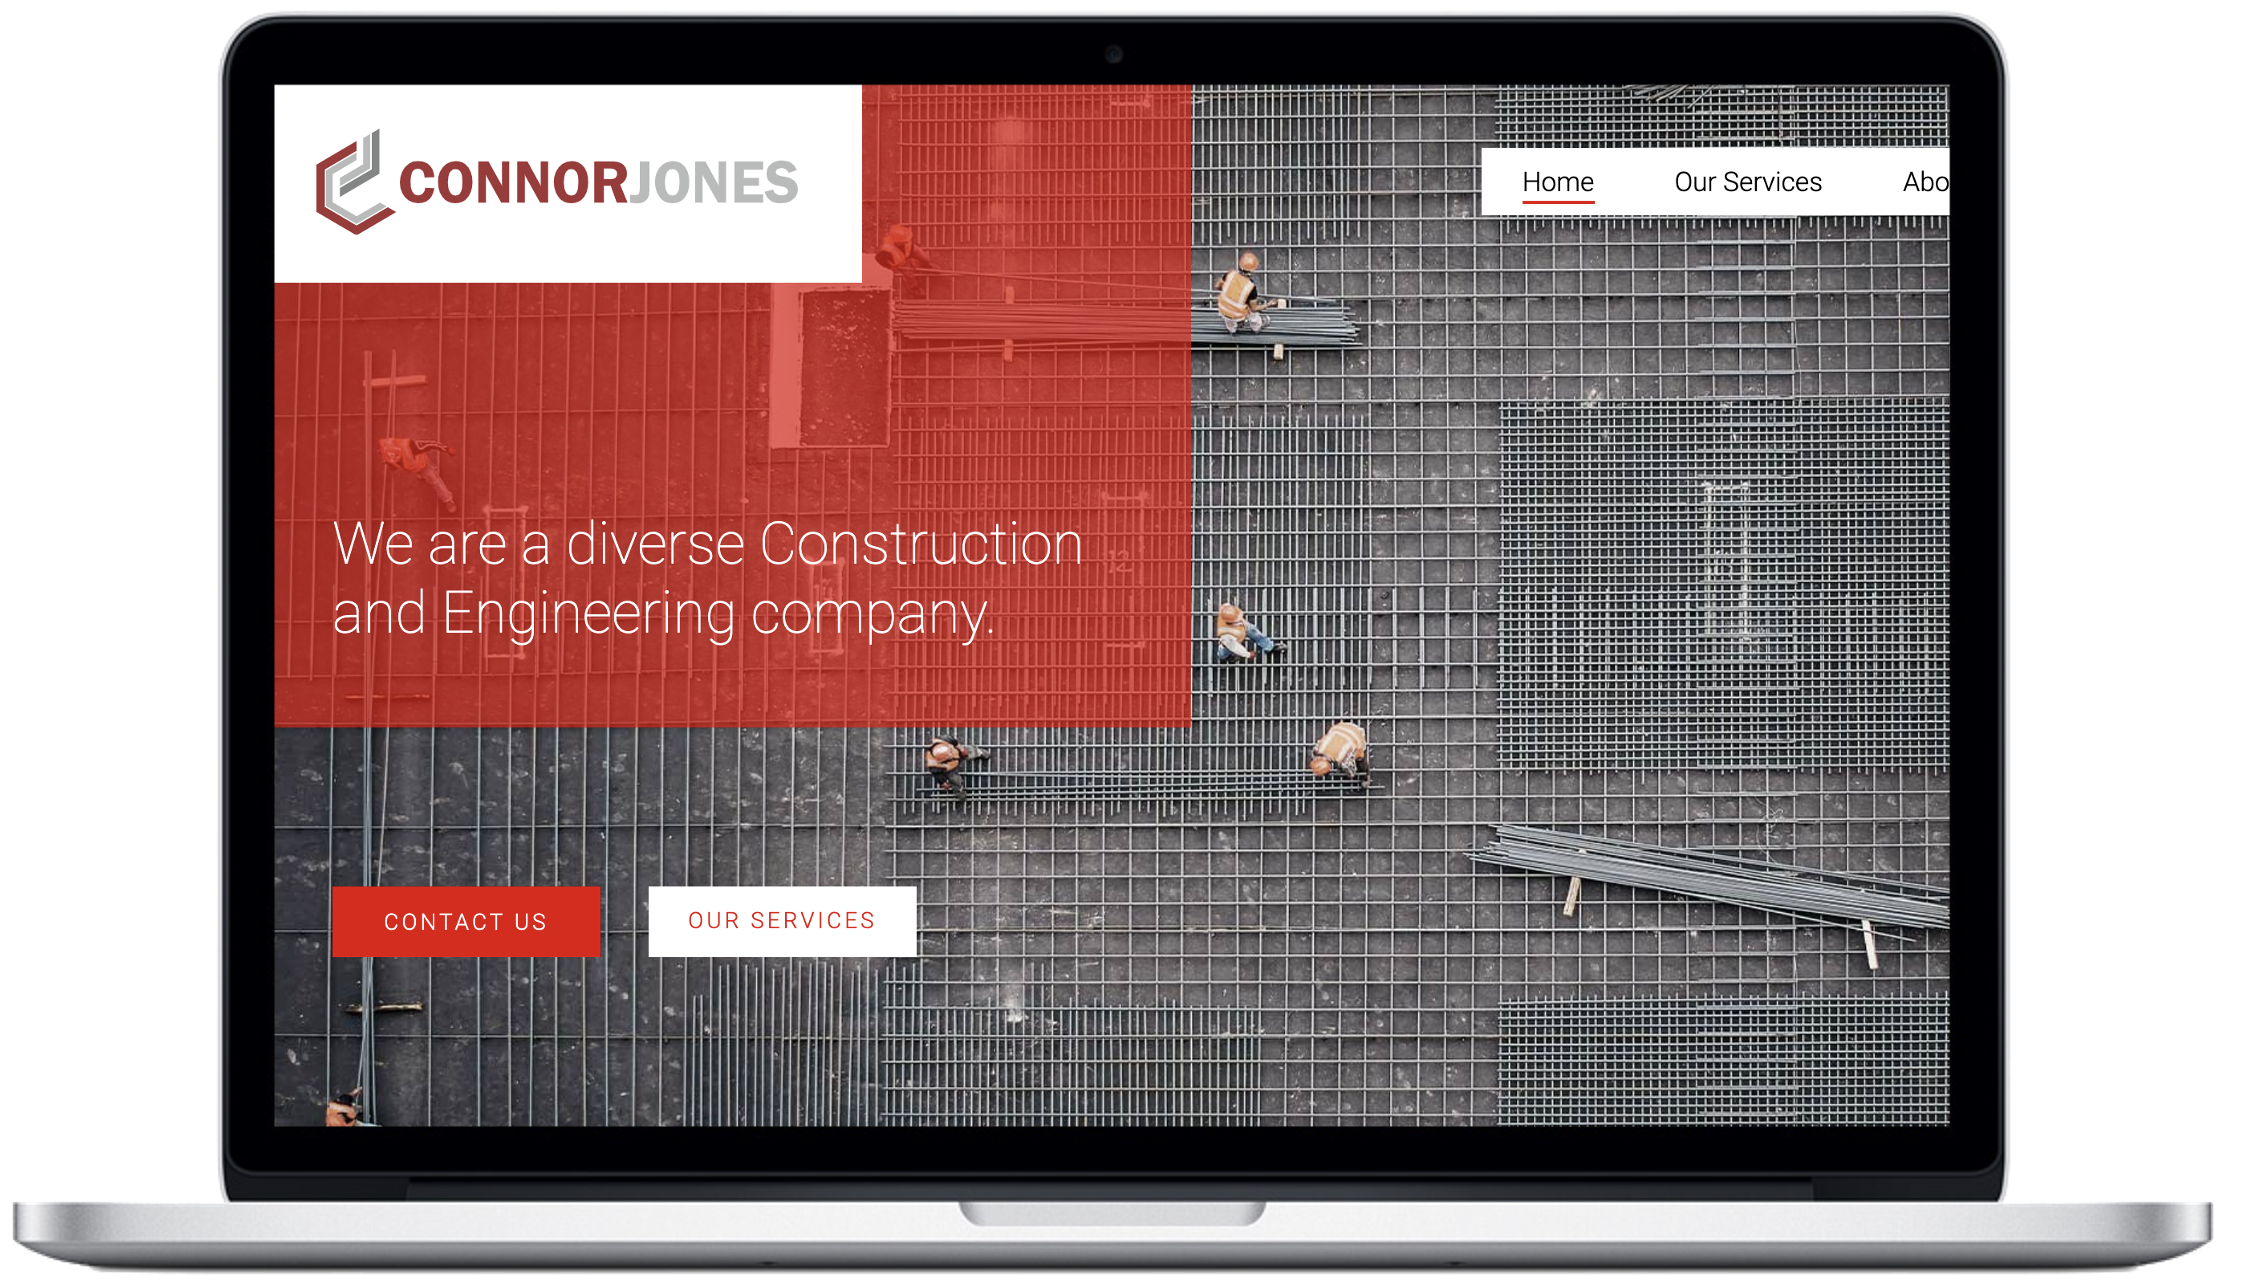 CONNORJONES
Home Our Services Abo
We are a diverse Construction
and Engineering company.
CONTACT US
OUR SERVICES